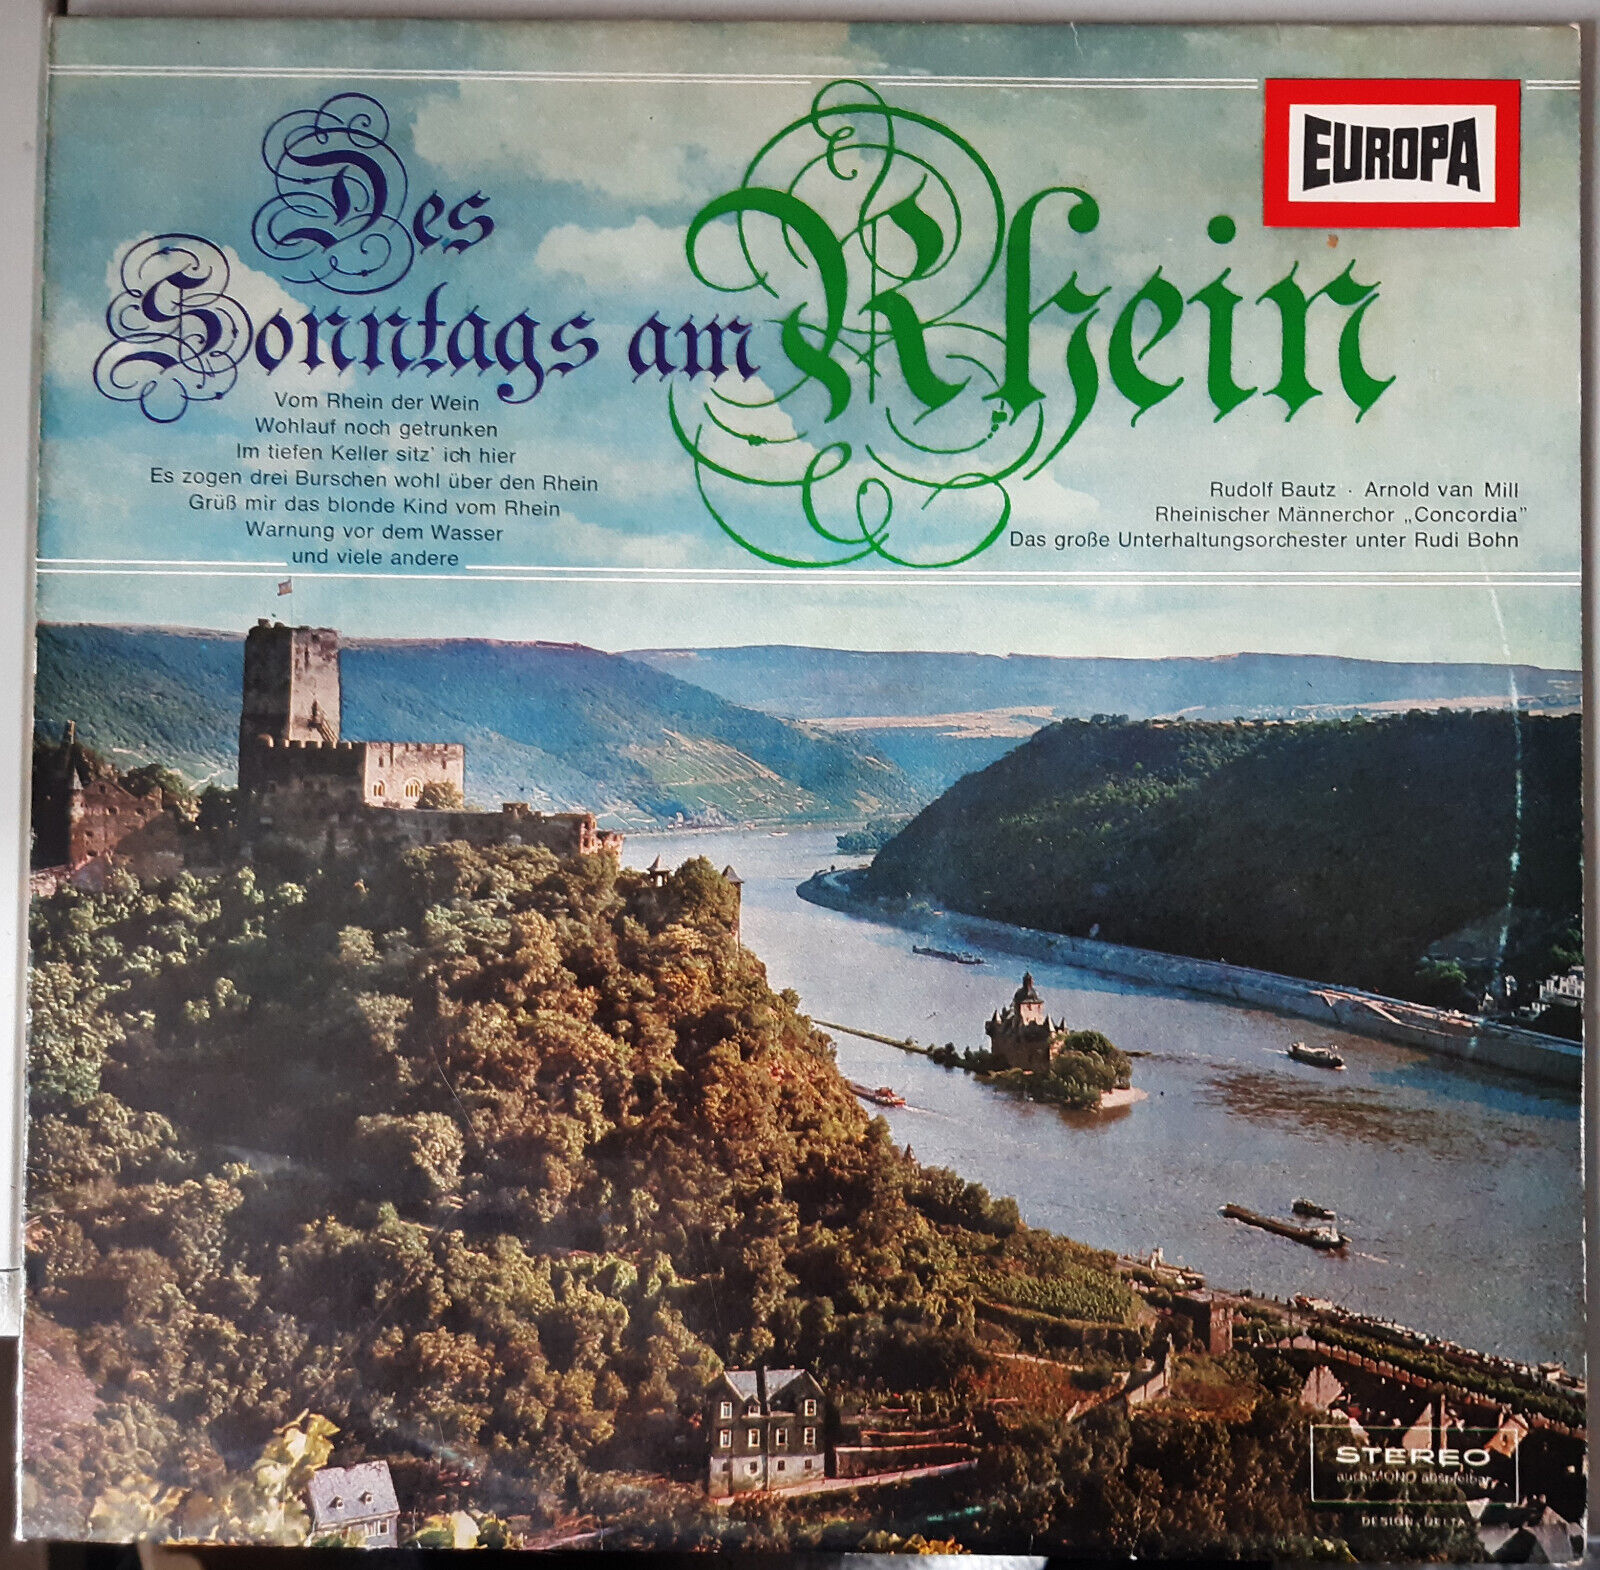 Des
Sonntags am Rhein
EUROPA
Vom Rhein der Wein
Wohlauf noch getrunken
Im tiefen Keller sitz' ich hier
Es zogen drei Burschen wohl über den Rhein
Grüß mir das blonde Kind vom Rhein
Warnung vor dem Wasser
und viele andere
Rudolf Bautz · Arnold van Mill
Rheinischer Männerchor „Concordia”
Das große Unterhaltungsorchester unter Rudi Bohn
STEREO
auch MONO abspielbar
DESIGN: DELTA